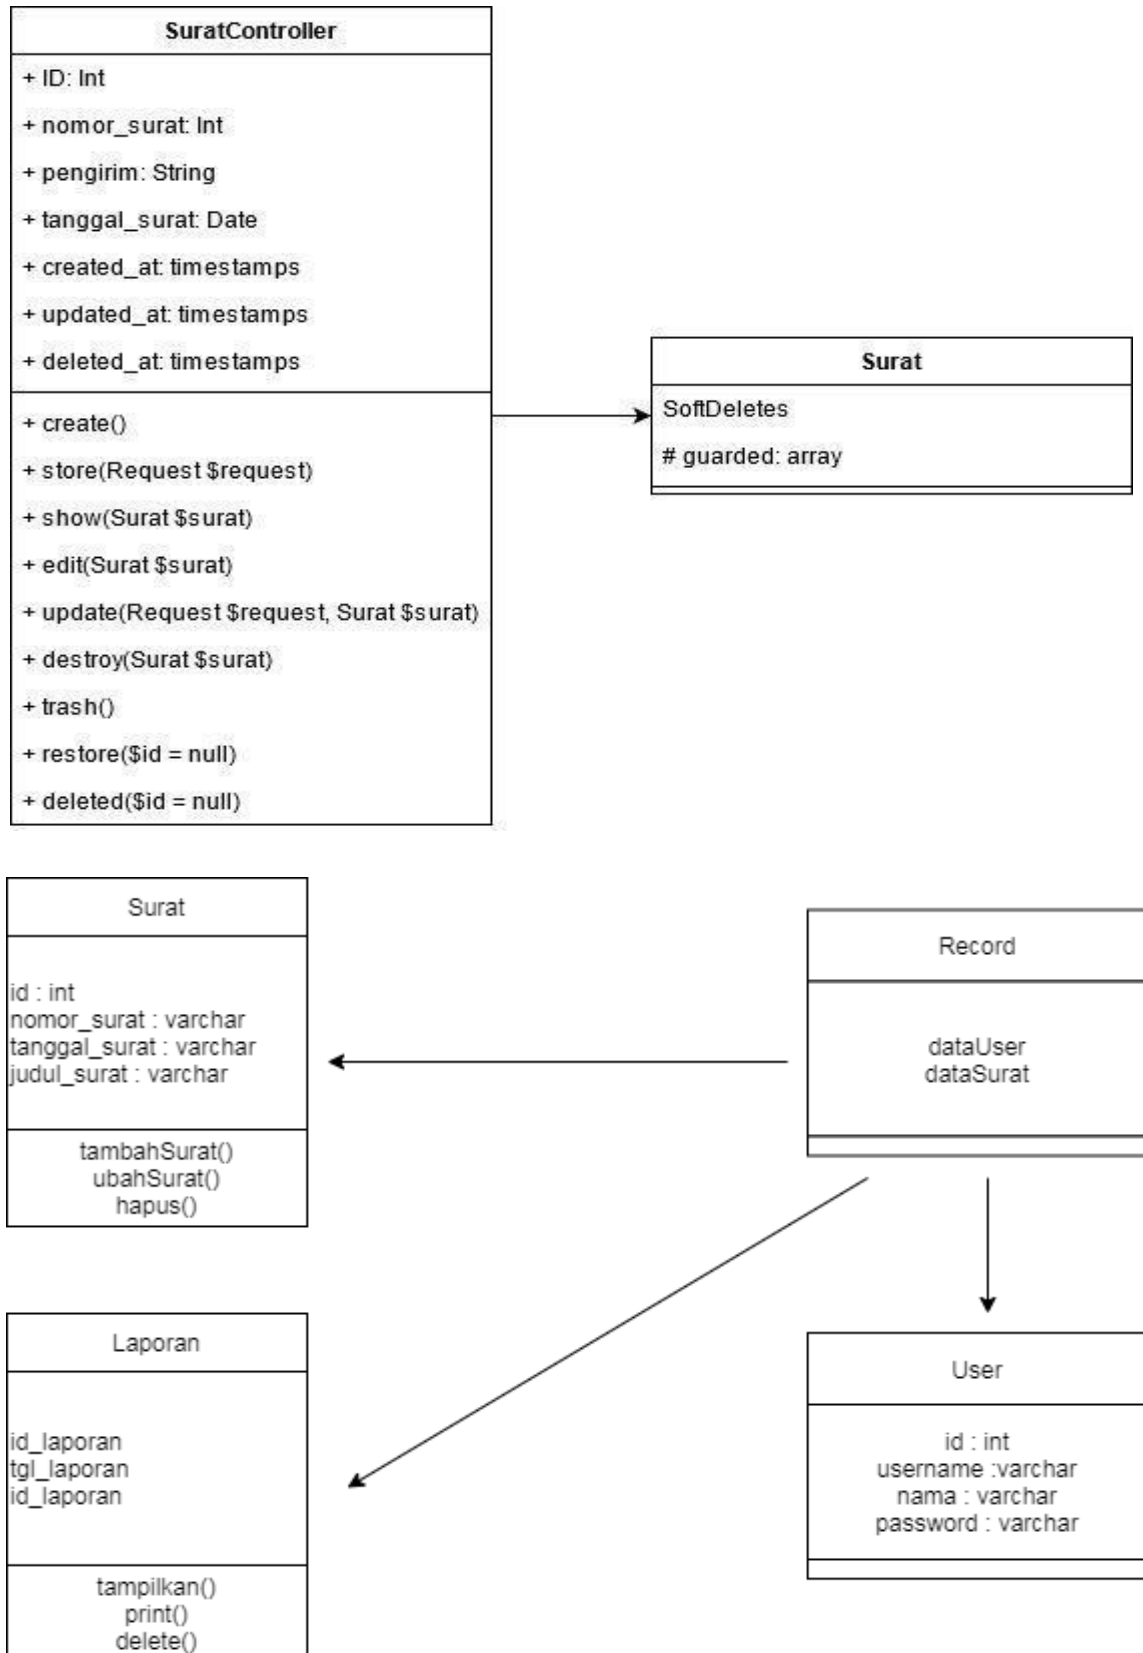 SuratController
+ ID: Int
+ nomor_surat: Int
+ pengirim: String
+ tanggal_surat: Date
+ created_at: timestamps
+ updated_at: timestamps
+ deleted_at: timestamps
+ create()
+ store(Request $request)
+ show(Surat $surat)
+ edit(Surat $surat)
+ update(Request $request, Surat $surat)
+ destroy(Surat $surat)
+ trash()
+ restore($id = null)
+ deleted($id = null)
Surat
SoftDeletes
# guarded: array
Surat
id : int
nomor_surat : varchar
tanggal_surat : varchar
judul_surat : varchar
tambahSurat()
ubahSurat()
hapus()
Record
dataUser
dataSurat
Laporan
id_laporan
tgl_laporan
id_laporan
tampilkan()
print()
delete()
User
id : int
username :varchar
nama : varchar
password : varchar